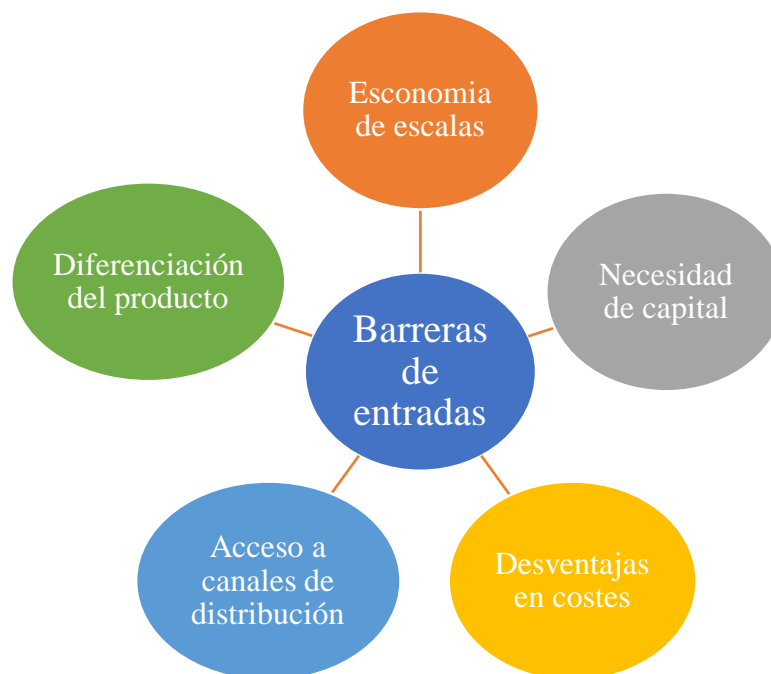 Esconomia
de escalas
Necesidad
de capital
Desventajas
en costes
Acceso a
canales de
distribución
Diferenciación
del producto
Barreras
de
entradas